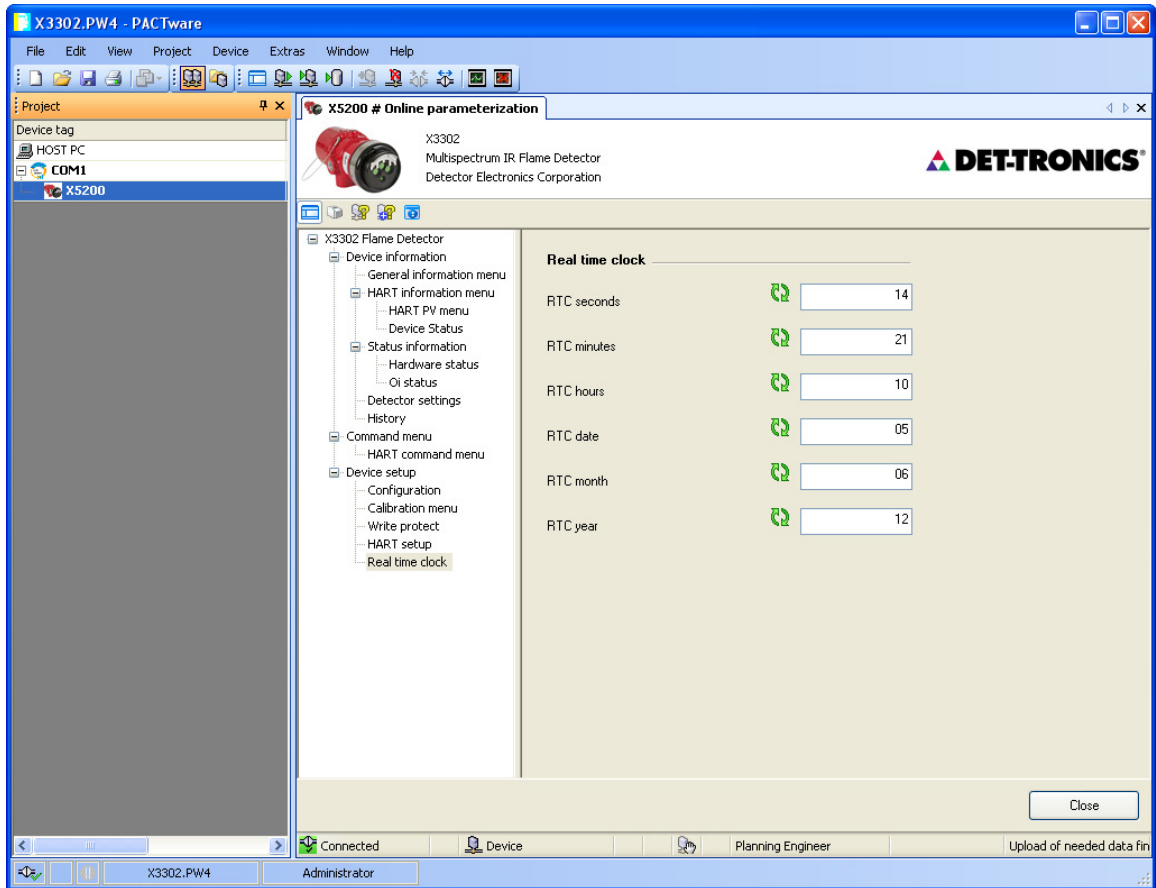 X3302.PW4 - PACTware
File Edit View Project Device Extras Window Help
Project
Device tag
HOST PC
COM1
X5200
X5200 # Online parameterization
X3302
Multispectrum IR Flame Detector
Detector Electronics Corporation
DET-TRONICS®
X3302 Flame Detector
Device information
General information menu
HART information menu
HART PV menu
Device Status
Status information
Hardware status
Oi status
Detector settings
History
Command menu
HART command menu
Device setup
Configuration
Calibration menu
Write protect
HART setup
Real time clock
Real time clock
RTC seconds 14
RTC minutes 21
RTC hours 10
RTC date 05
RTC month 06
RTC year 12
Close
Connected Device Planning Engineer Upload of needed data fin
X3302.PW4 Administrator